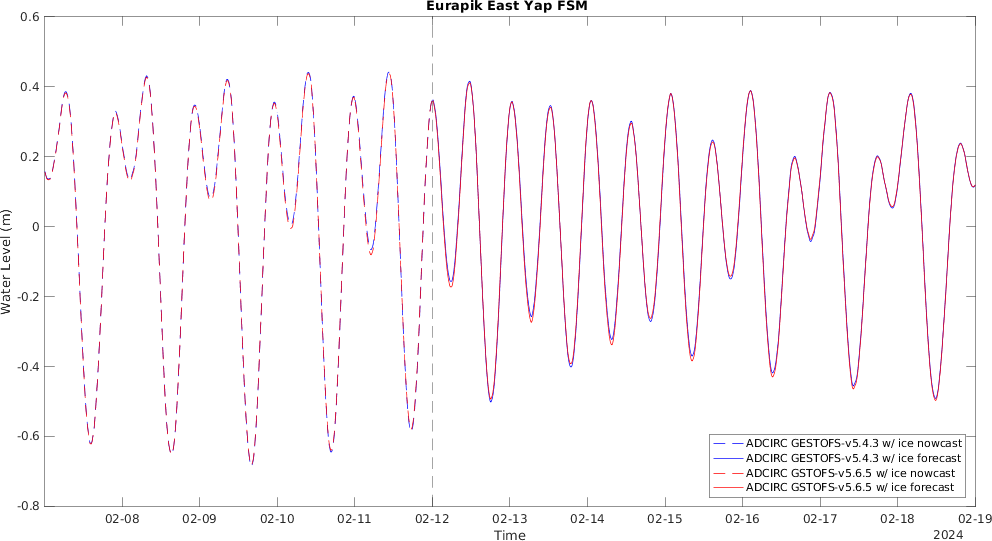 Eurapik East Yap FSM
0.6
0.4
0.2
0
-0.2
-0.4
-0.6
-0.8
Water Level (m)
ADCIRC GESTOFS-v5.4.3 w/ ice nowcast
ADCIRC GESTOFS-v5.4.3 w/ ice forecast
ADCIRC GSTOFS-v5.6.5 w/ ice nowcast
ADCIRC GSTOFS-v5.6.5 w/ ice forecast
02-08 02-09 02-10 02-11 02-12 02-13 02-14 02-15 02-16 02-17 02-18 02-19
Time
2024